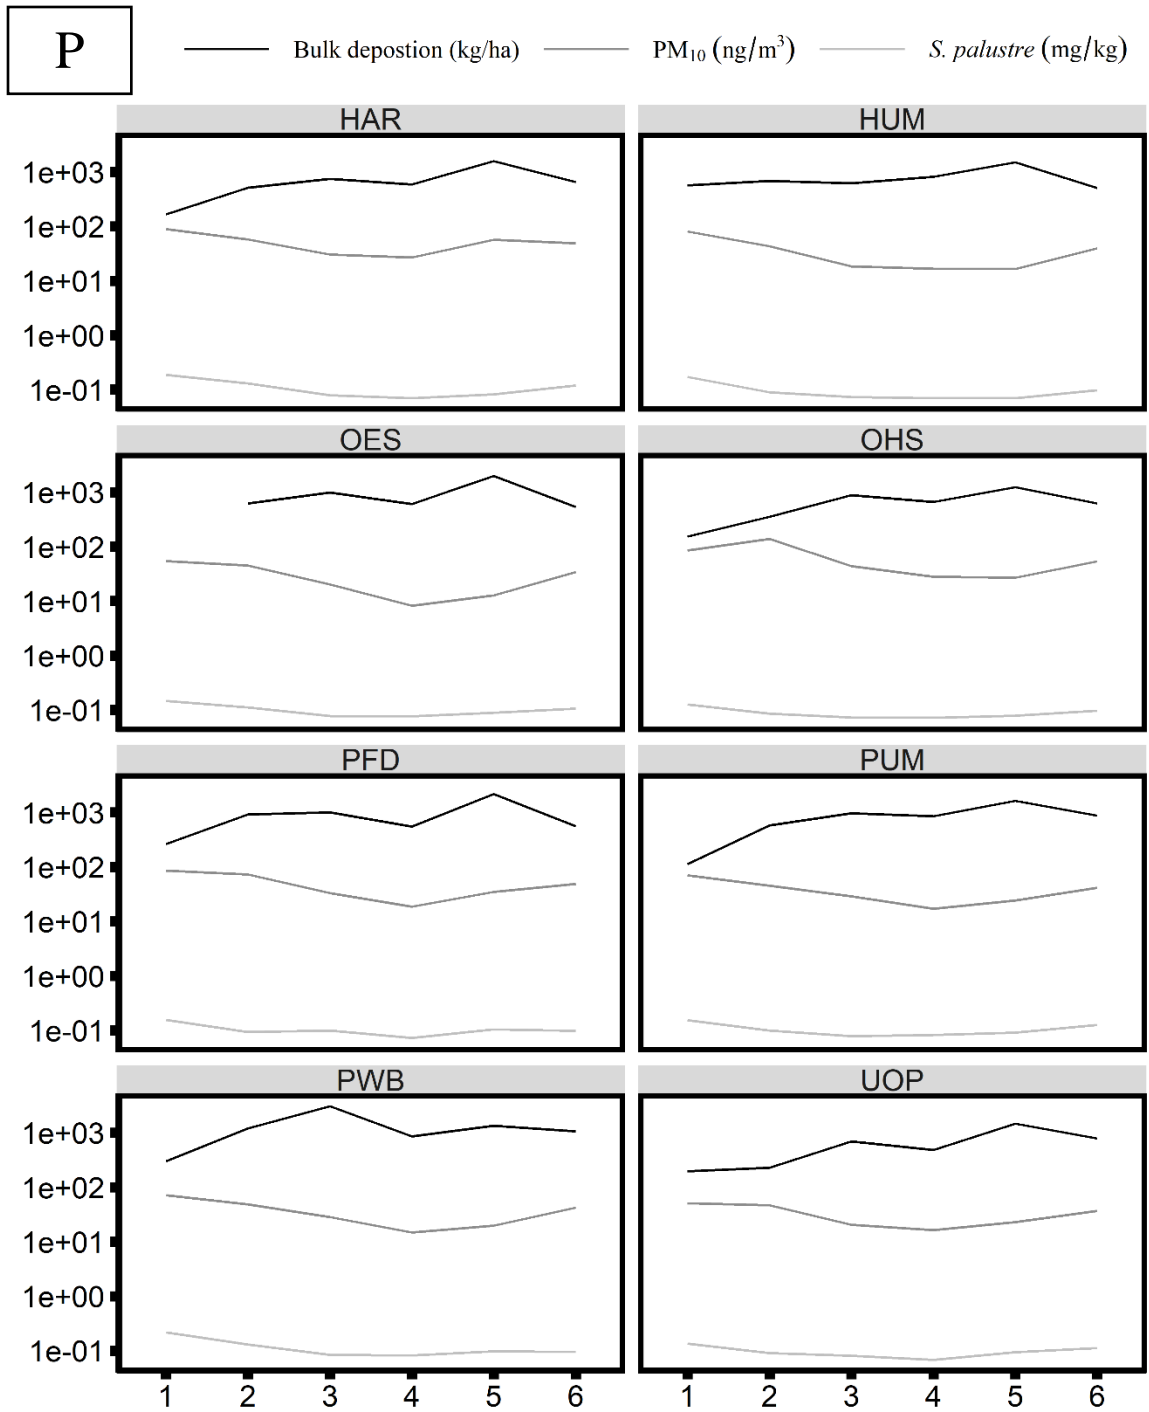 P
Bulk depostion (kg/ha) PM₁₀ (ng/m³) S. palustre (mg/kg)
HAR HUM
1e+03
1e+02
1e+01
1e+00
1e-01
OES OHS
1e+03
1e+02
1e+01
1e+00
1e-01
PFD PUM
1e+03
1e+02
1e+01
1e+00
1e-01
PWB UOP
1e+03
1e+02
1e+01
1e+00
1e-01
1 2 3 4 5 6 1 2 3 4 5 6